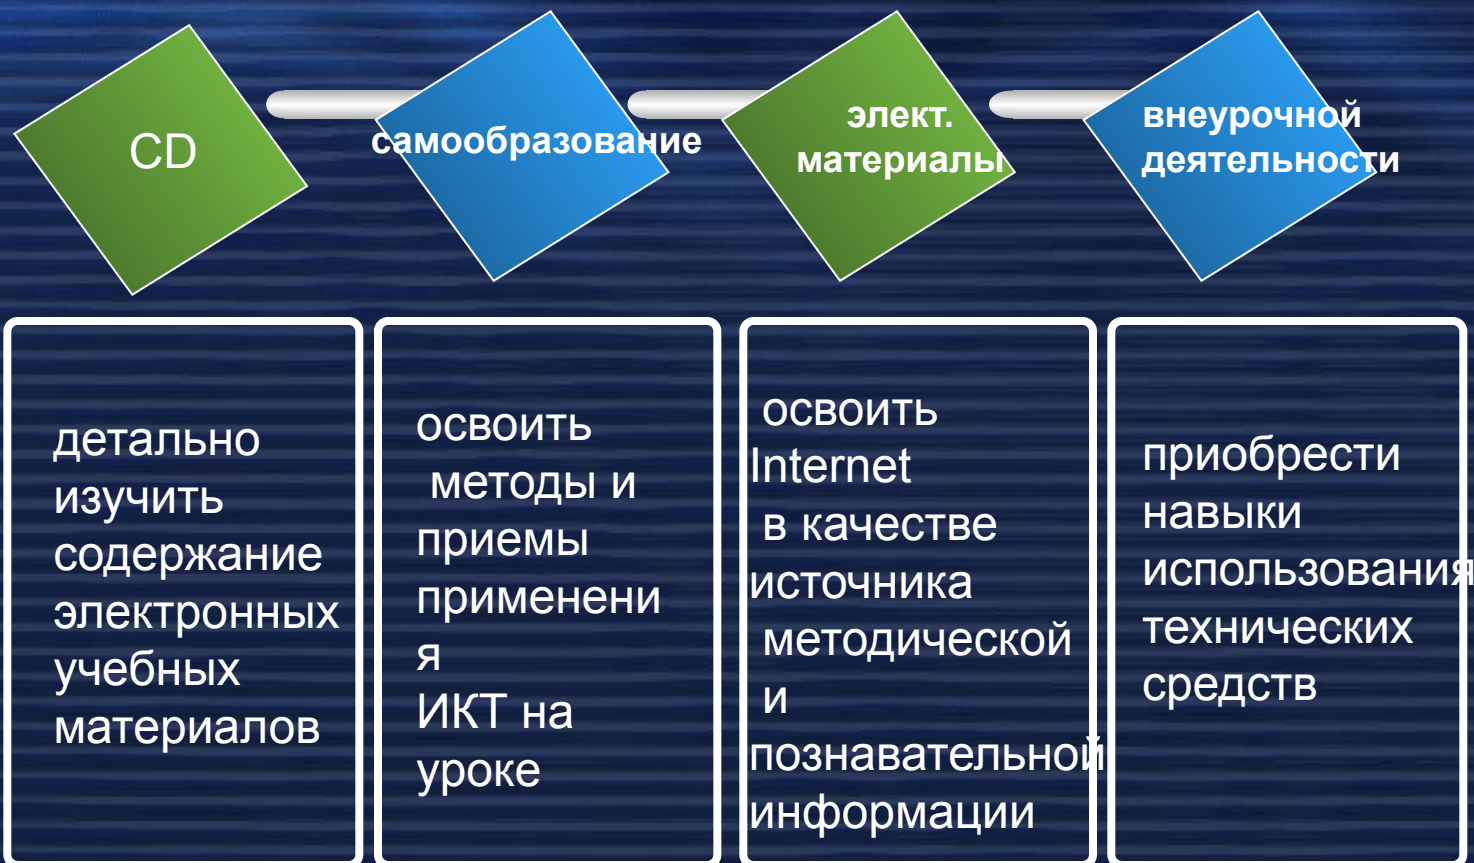 CD
самообразование
элект.
материалы
внеурочной
деятельности
детально
изучить
содержание
электронных
учебных
материалов
освоить
методы и
приемы
применени
я
ИКТ на
уроке
освоить
Internet
в качестве
источника
методической
и
познавательной
информации
приобрести
навыки
использования
технических
средств